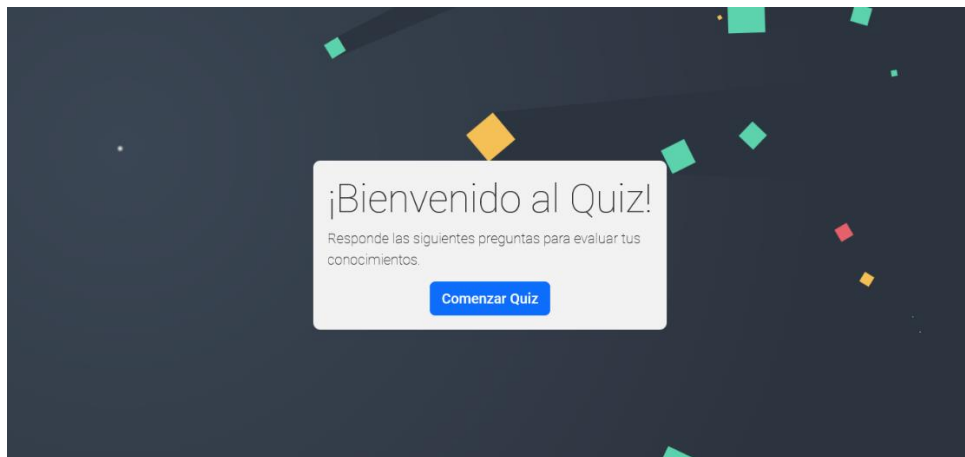 ¡Bienvenido al Quiz!
Responde las siguientes preguntas para evaluar tus
conocimientos.
Comenzar Quiz